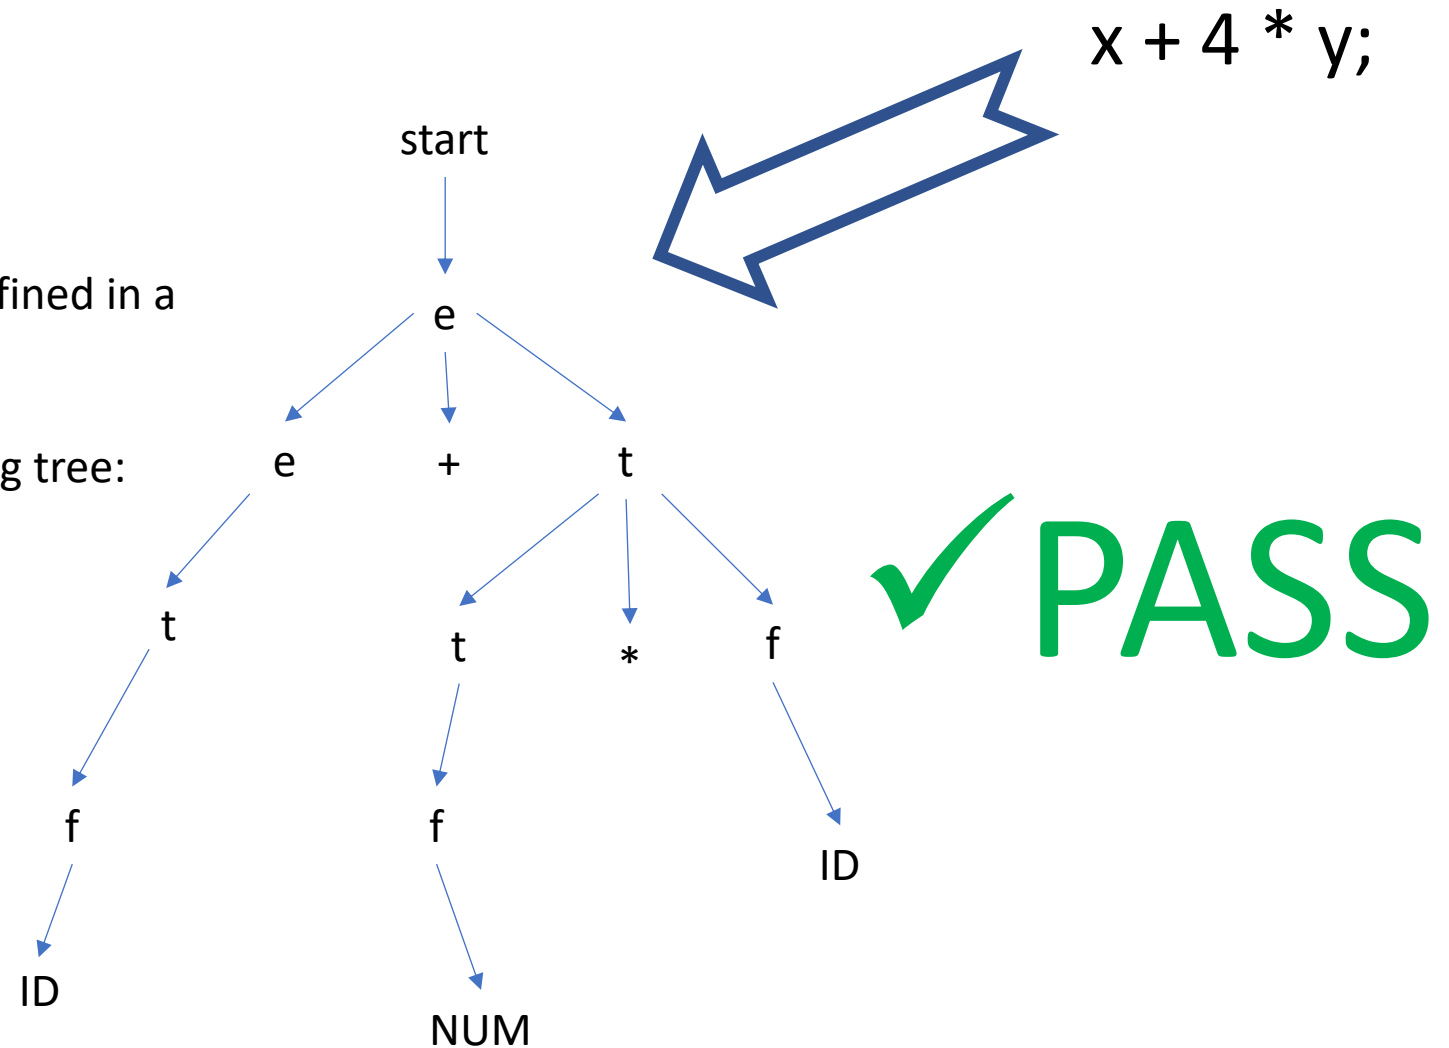 x + 4 * y;
start
fined in a
e
g tree:
e + t
PASS
t
t * f
f
f
ID
ID
NUM